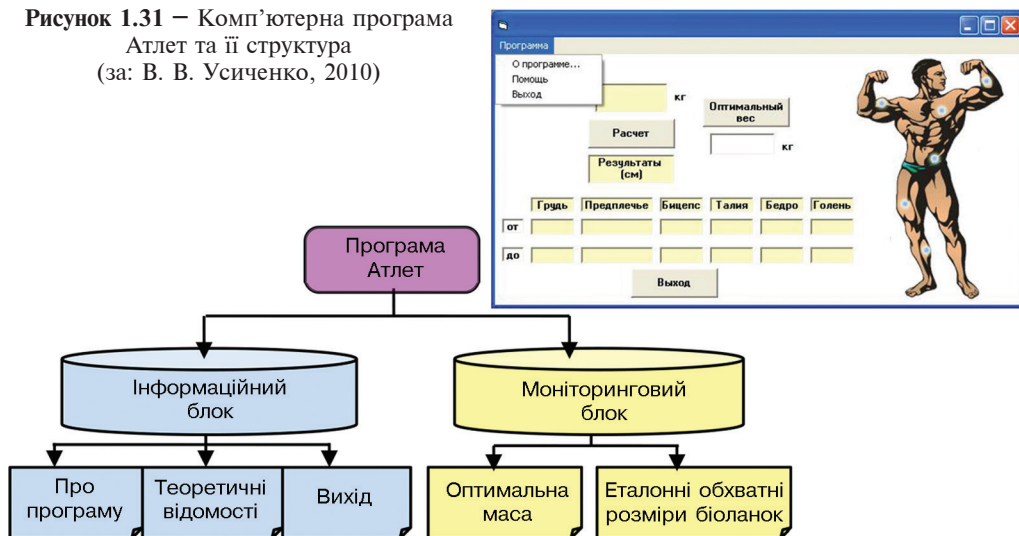 Рисунок 1.31 – Комп’ютерна програма
Атлет та її структура
(за: В. В. Усиченко, 2010)
Программа
О программе...
Помощь
Выход
кг
Оптимальный
вес
Расчет
кг
Результаты
(см)
Грудь Предплечье Бицепс Талия Бедро Голень
от
до
Выход
Програма
Атлет
Інформаційний
блок
Моніторинговий
блок
Про
програму
Теоретичні
відомості
Вихід
Оптимальна
маса
Еталонні обхватні
розміри біоланок